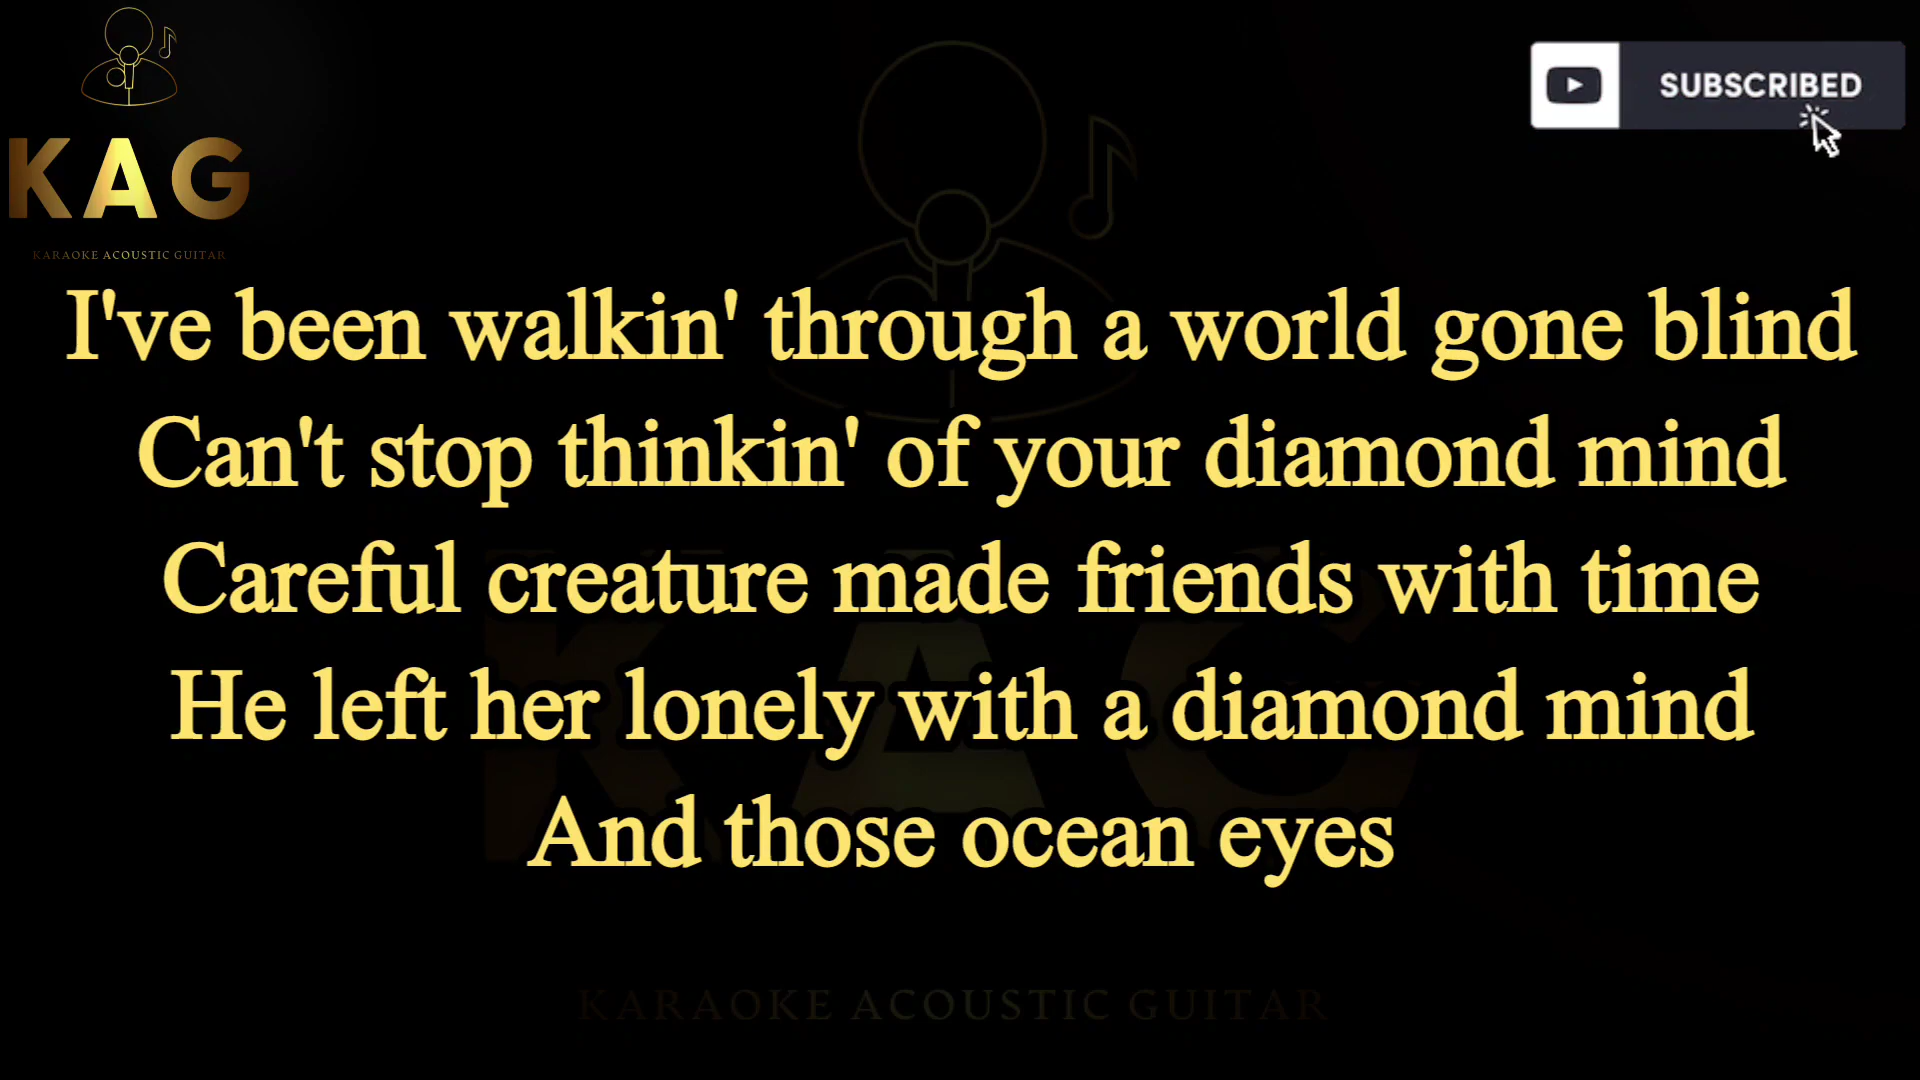 KAG
KARAOKE ACOUSTIC GUITAR
SUBSCRIBED
I've been walkin' through a world gone blind
Can't stop thinkin' of your diamond mind
Careful creature made friends with time
He left her lonely with a diamond mind
And those ocean eyes
KAG
KARAOKE ACOUSTIC GUITAR